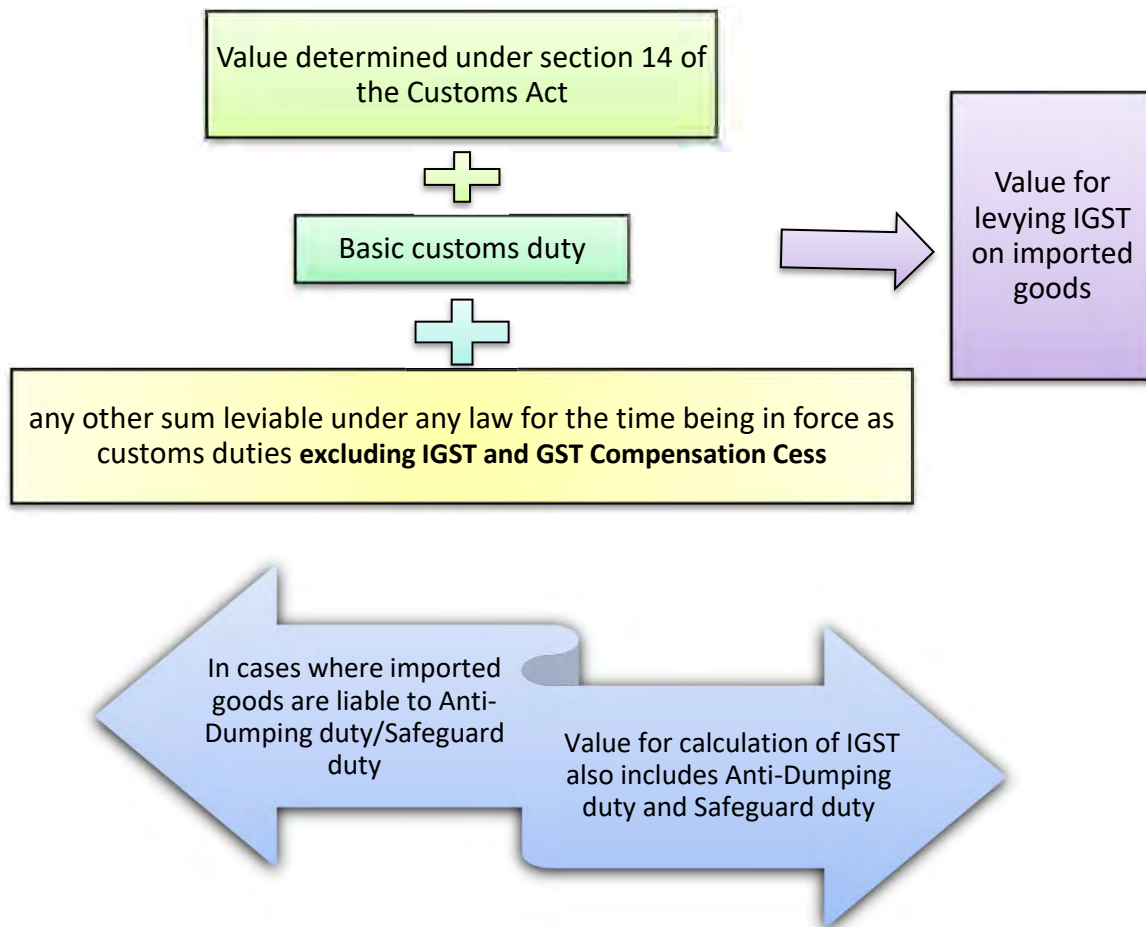 Value determined under section 14 of
the Customs Act
Basic customs duty
any other sum leviable under any law for the time being in force as
customs duties excluding IGST and GST Compensation Cess
Value for
levying IGST
on imported
goods
In cases where imported
goods are liable to Anti-
Dumping duty/Safeguard
duty
Value for calculation of IGST
also includes Anti-Dumping
duty and Safeguard duty